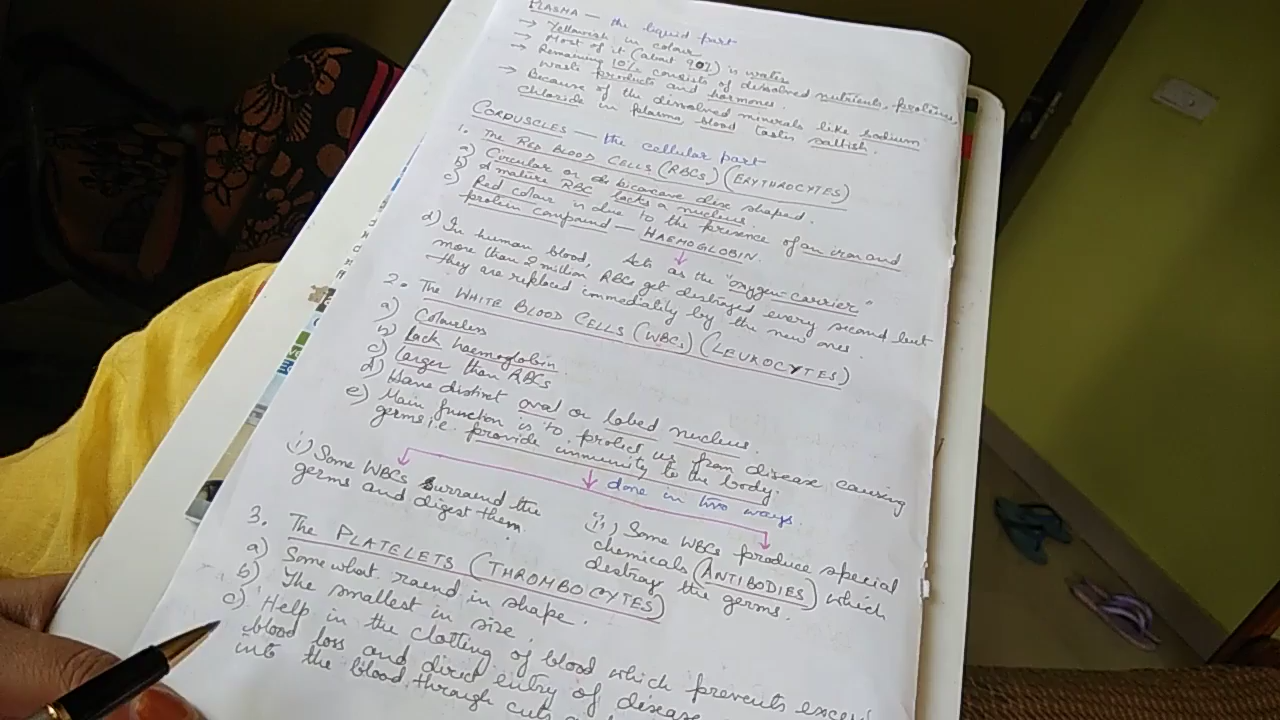 PLASMA — the liquid part
→ Yellowish in colour
→ Most of it (about 90%) is water
→ Remaining 10% consists of dissolved nutrients, proteins,
waste products and hormones.
→ Because of the dissolved minerals like sodium
chloride in plasma blood tastes saltish.
CORPUSCLES — the cellular part
1. The RED BLOOD CELLS (RBCs) (ERYTHROCYTES)
a) Circular or biconcave disc shaped.
b) A mature RBC lacks a nucleus.
c) Red colour is due to the presence of an iron and
protein compound — HAEMOGLOBIN.
Acts as the "oxygen-carrier"
d) In human blood,
more than 2 million RBCs get destroyed every second but
they are replaced immediatily by the new ones.
2. The WHITE BLOOD CELLS (WBCs) (LEUKOCYTES)
a) Colourless
b) Lack haemoglobin
c) Larger than RBCs
d) Have distinct oval or lobed nucleus.
e) Main function is to protect us from disease causing
germs i.e. provide immunity to the body.
done in two ways.
i) Some WBCs surround the
germs and digest them.
ii) Some WBCs produce special
chemicals (ANTIBODIES) which
destroy the germs.
3. The PLATELETS (THROMBOCYTES)
a) Somewhat round in shape.
b) The smallest in size.
c) Help in the clotting of blood which prevents
blood loss and direct entry of disease
into the blood through cuts